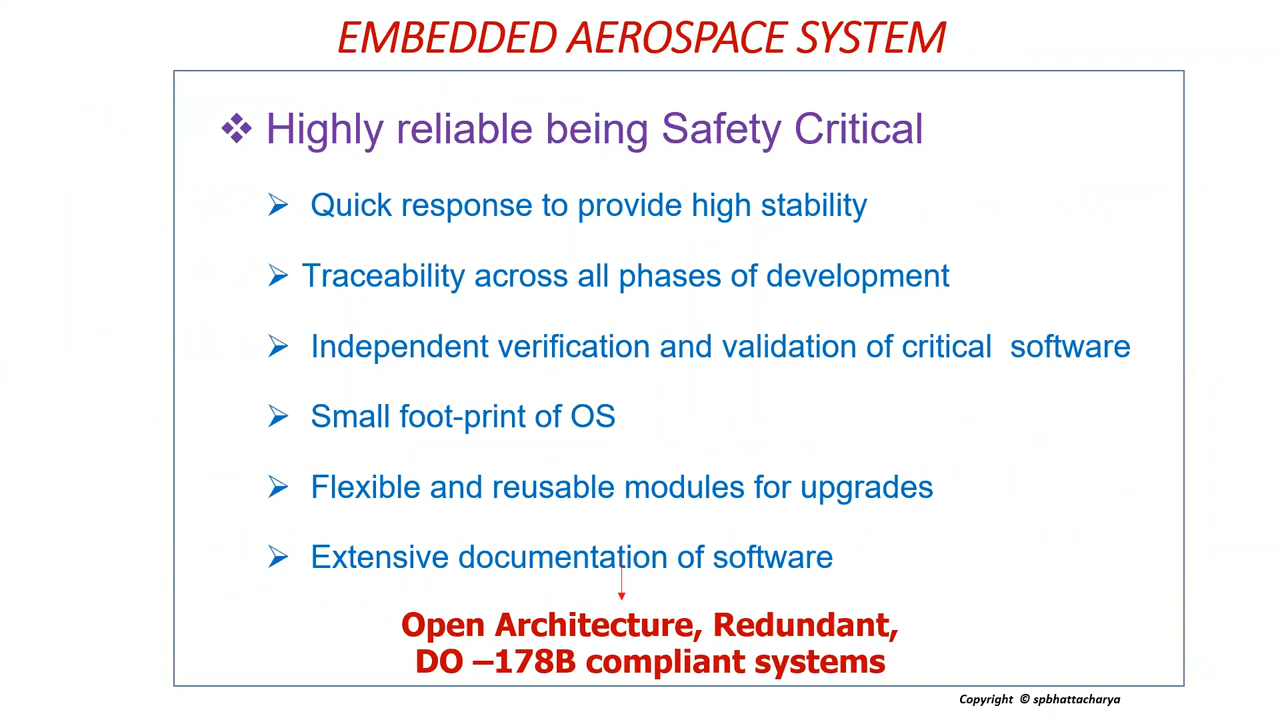 EMBEDDED AEROSPACE SYSTEM
❖ Highly reliable being Safety Critical
➢ Quick response to provide high stability
➢ Traceability across all phases of development
➢ Independent verification and validation of critical software
➢ Small foot-print of OS
➢ Flexible and reusable modules for upgrades
➢ Extensive documentation of software
Open Architecture, Redundant,
DO –178B compliant systems
Copyright © spbhattacharya